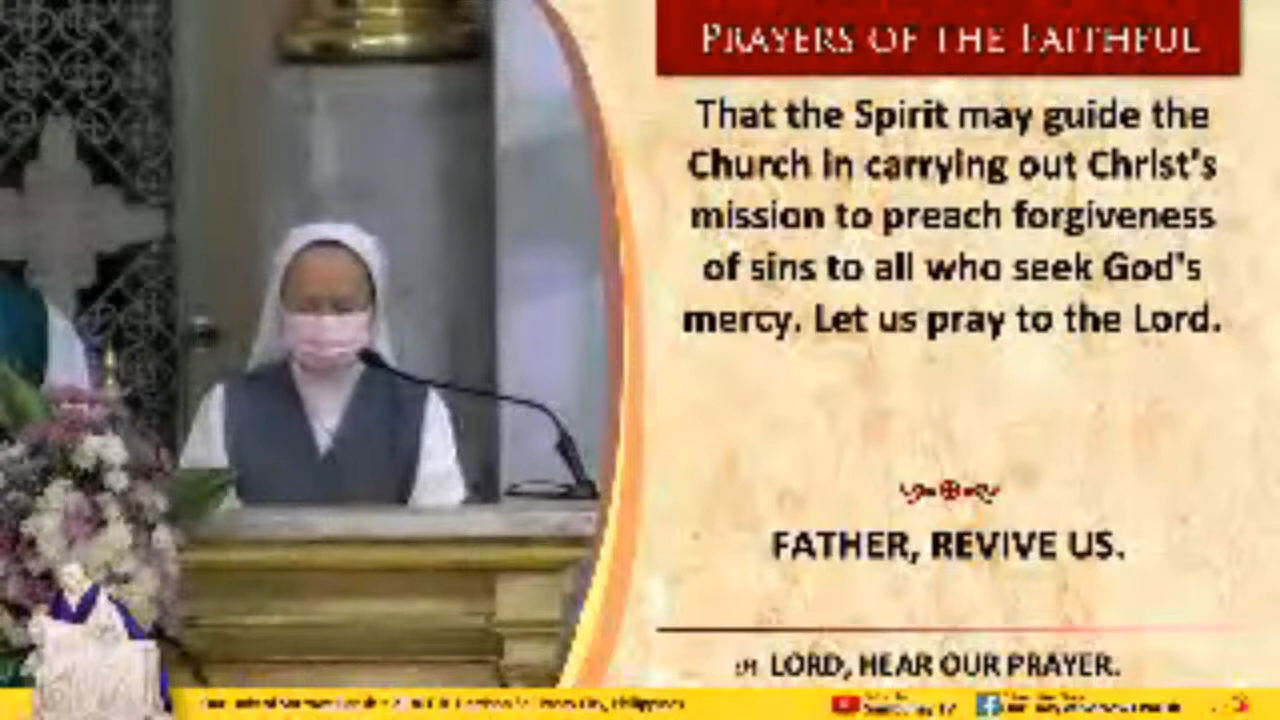 PRAYERS OF THE FAITHFUL
That the Spirit may guide the
Church in carrying out Christ's
mission to preach forgiveness
of sins to all who seek God's
mercy. Let us pray to the Lord.
FATHER, REVIVE US.
LORD, HEAR OUR PRAYER.
City, Philippines